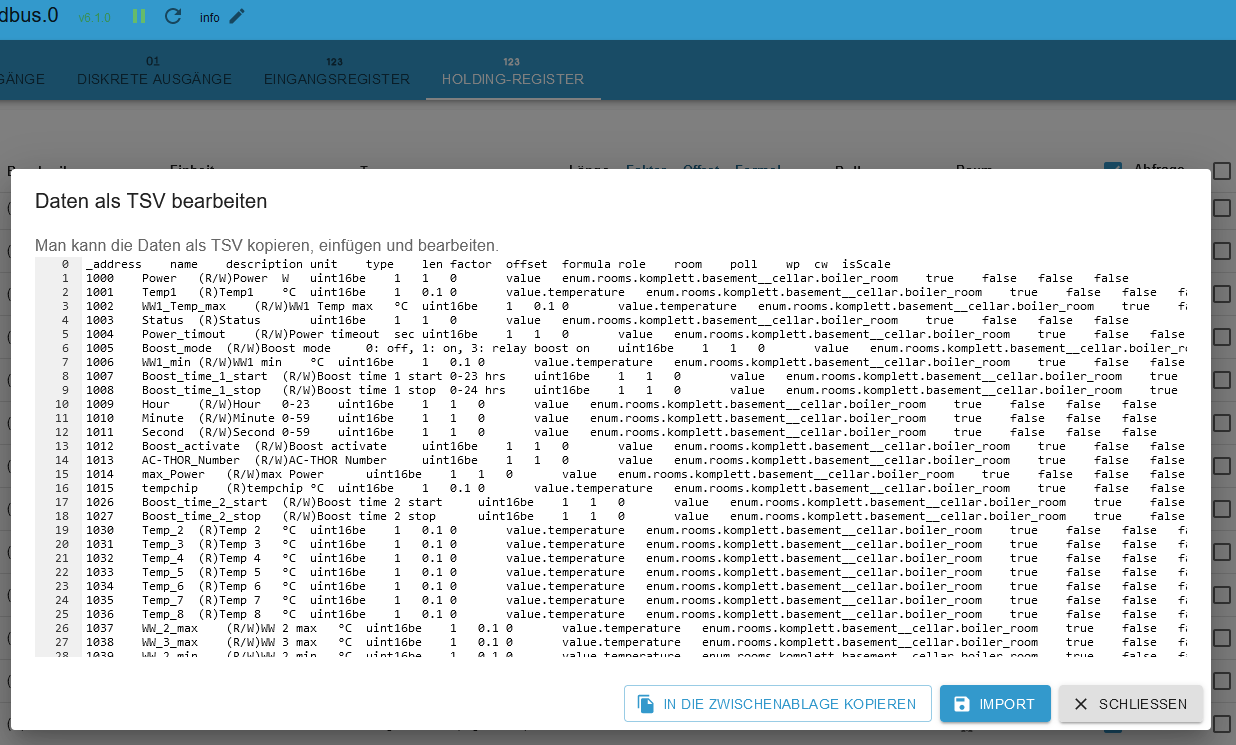 dbus.0 v6.1.0 info
01 123 123
GÄNGE DISKRETE AUSGÄNGE EINGANGSREGISTER HOLDING-REGISTER
Abfrage
Daten als TSV bearbeiten
Man kann die Daten als TSV kopieren, einfügen und bearbeiten.
0 _address name description unit type len factor offset formula role room poll wp cw isScale
1 1000 Power (R/W)Power W uint16be 1 1 0 value enum.rooms.komplett.basement__cellar.boiler_room true false false false
2 1001 Temp1 (R)Temp1 °C uint16be 1 0.1 0 value.temperature enum.rooms.komplett.basement__cellar.boiler_room true false false
3 1002 WW1_Temp_max (R/W)WW1 Temp max °C uint16be 1 0.1 0 value.temperature enum.rooms.komplett.basement__cellar.boiler_room true false
4 1003 Status (R)Status uint16be 1 1 0 value enum.rooms.komplett.basement__cellar.boiler_room true false false false
5 1004 Power_timout (R/W)Power timeout sec uint16be 1 1 0 value enum.rooms.komplett.basement__cellar.boiler_room true false false
6 1005 Boost_mode (R/W)Boost mode 0: off, 1: on, 3: relay boost on uint16be 1 1 0 value enum.rooms.komplett.basement__cellar.boiler_r
7 1006 WW1_min (R/W)WW1 min °C uint16be 1 0.1 0 value.temperature enum.rooms.komplett.basement__cellar.boiler_room true false false
8 1007 Boost_time_1_start (R/W)Boost time 1 start 0-23 hrs uint16be 1 1 0 value enum.rooms.komplett.basement__cellar.boiler_room true
9 1008 Boost_time_1_stop (R/W)Boost time 1 stop 0-24 hrs uint16be 1 1 0 value enum.rooms.komplett.basement__cellar.boiler_room true
10 1009 Hour (R/W)Hour 0-23 uint16be 1 1 0 value enum.rooms.komplett.basement__cellar.boiler_room true false false false
11 1010 Minute (R/W)Minute 0-59 uint16be 1 1 0 value enum.rooms.komplett.basement__cellar.boiler_room true false false false
12 1011 Second (R/W)Second 0-59 uint16be 1 1 0 value enum.rooms.komplett.basement__cellar.boiler_room true false false false
13 1012 Boost_activate (R/W)Boost activate uint16be 1 1 0 value enum.rooms.komplett.basement__cellar.boiler_room true false false
14 1013 AC-THOR_Number (R/W)AC-THOR Number uint16be 1 1 0 value enum.rooms.komplett.basement__cellar.boiler_room true false false
15 1014 max_Power (R/W)max Power uint16be 1 1 0 value enum.rooms.komplett.basement__cellar.boiler_room true false false false
16 1015 tempchip (R)tempchip °C uint16be 1 0.1 0 value.temperature enum.rooms.komplett.basement__cellar.boiler_room true false false
17 1026 Boost_time_2_start (R/W)Boost time 2 start uint16be 1 1 0 value enum.rooms.komplett.basement__cellar.boiler_room true false
18 1027 Boost_time_2_stop (R/W)Boost time 2 stop uint16be 1 1 0 value enum.rooms.komplett.basement__cellar.boiler_room true false
19 1030 Temp_2 (R)Temp 2 °C uint16be 1 0.1 0 value.temperature enum.rooms.komplett.basement__cellar.boiler_room true false false
20 1031 Temp_3 (R)Temp 3 °C uint16be 1 0.1 0 value.temperature enum.rooms.komplett.basement__cellar.boiler_room true false false
21 1032 Temp_4 (R)Temp 4 °C uint16be 1 0.1 0 value.temperature enum.rooms.komplett.basement__cellar.boiler_room true false false
22 1033 Temp_5 (R)Temp 5 °C uint16be 1 0.1 0 value.temperature enum.rooms.komplett.basement__cellar.boiler_room true false false
23 1034 Temp_6 (R)Temp 6 °C uint16be 1 0.1 0 value.temperature enum.rooms.komplett.basement__cellar.boiler_room true false false
24 1035 Temp_7 (R)Temp 7 °C uint16be 1 0.1 0 value.temperature enum.rooms.komplett.basement__cellar.boiler_room true false false
25 1036 Temp_8 (R)Temp 8 °C uint16be 1 0.1 0 value.temperature enum.rooms.komplett.basement__cellar.boiler_room true false false
26 1037 WW_2_max (R/W)WW 2 max °C uint16be 1 0.1 0 value.temperature enum.rooms.komplett.basement__cellar.boiler_room true false
27 1038 WW_3_max (R/W)WW 3 max °C uint16be 1 0.1 0 value.temperature enum.rooms.komplett.basement__cellar.boiler_room true false
28 1039 WW_2_min (R/W)WW 2 min °C uint16be 1 0.1 0 value.temperature enum.rooms.komplett.basement__cellar.boiler_room true false
IN DIE ZWISCHENABLAGE KOPIEREN IMPORT SCHLIESSEN